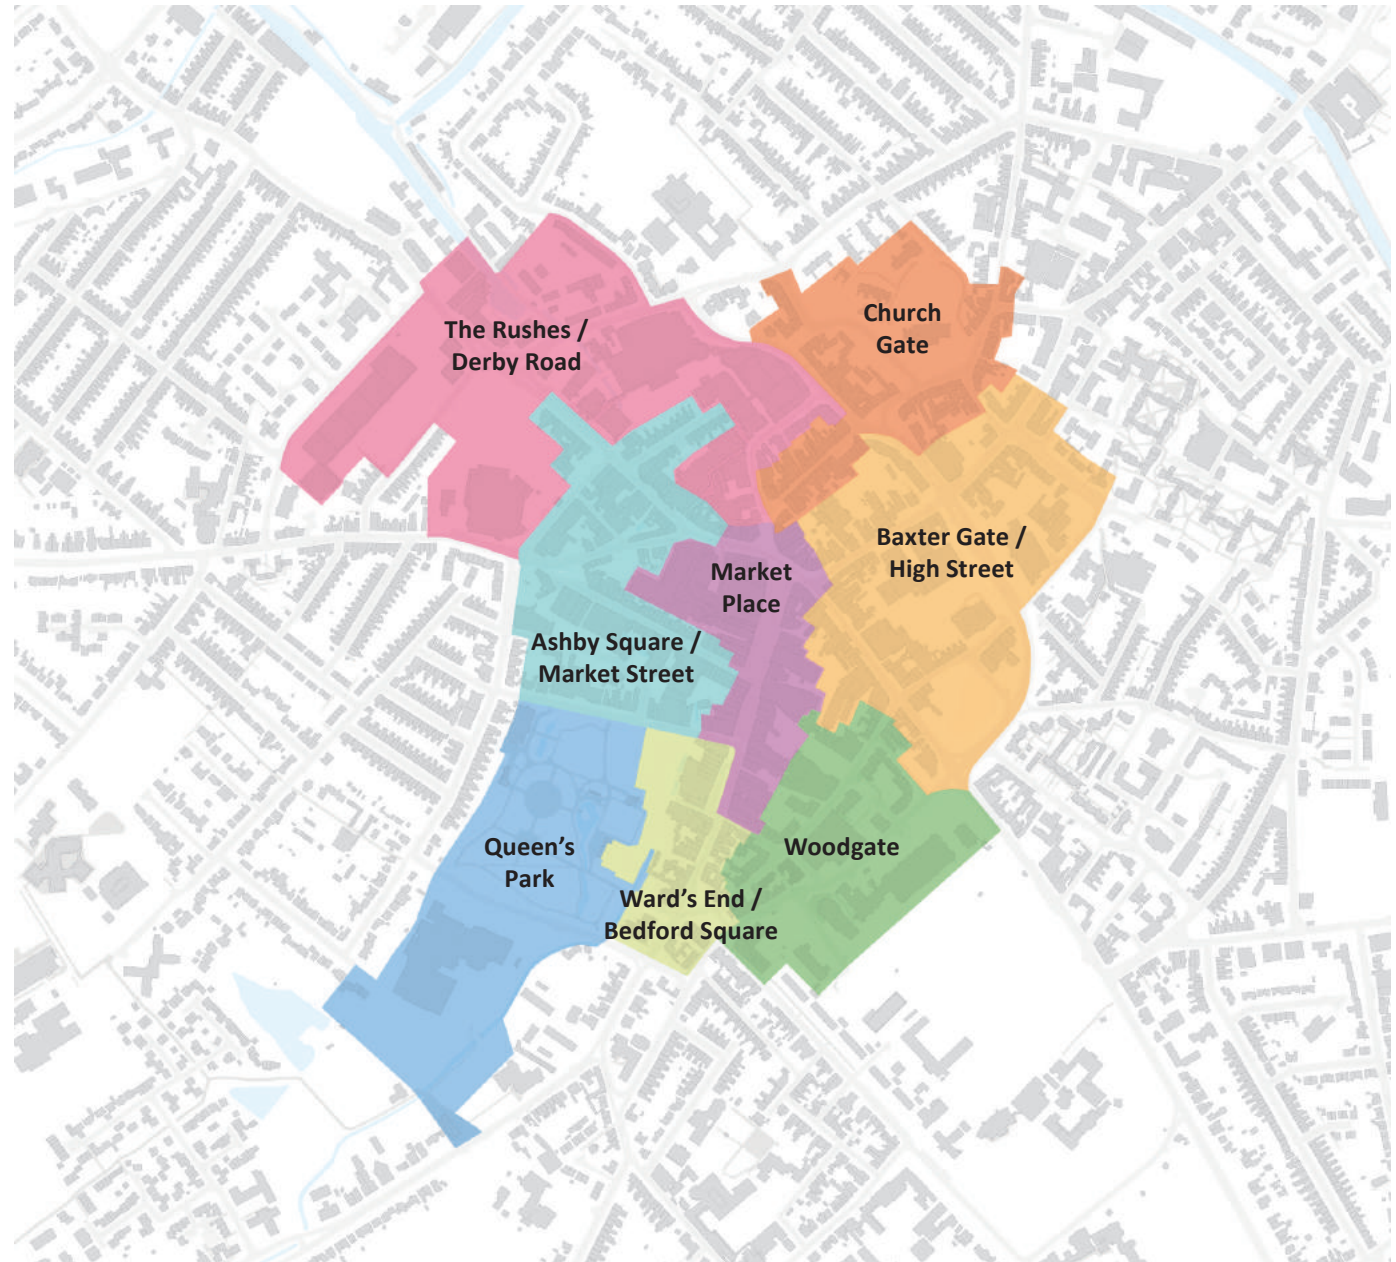 Church
Gate
The Rushes /
Derby Road
Baxter Gate /
High Street
Market
Place
Ashby Square /
Market Street
Queen’s
Park
Woodgate
Ward’s End /
Bedford Square